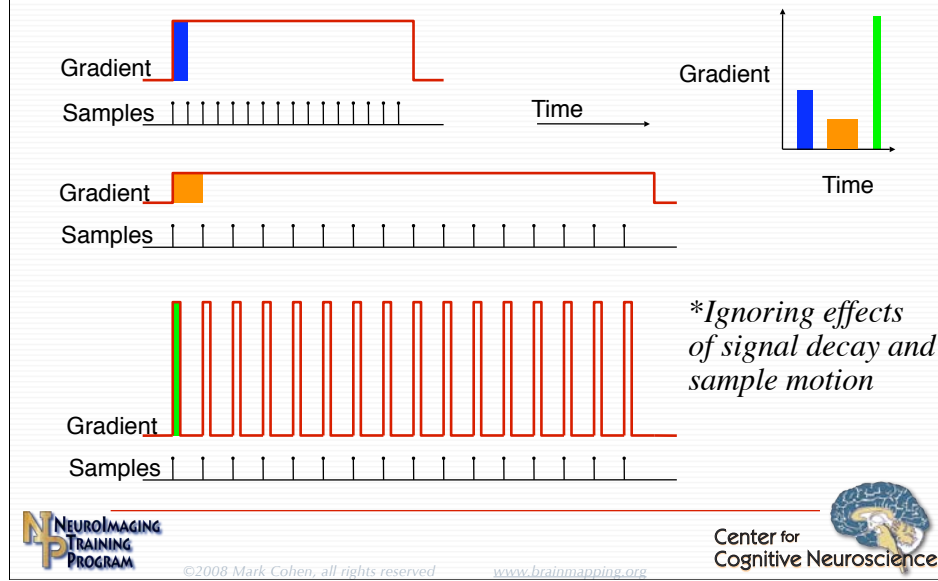 Gradient
Samples
Time
Gradient
Time
Gradient
Samples
*Ignoring effects
of signal decay and
sample motion
Gradient
Samples
NEUROIMAGING
TRAINING
PROGRAM
NTP
©2008 Mark Cohen, all rights reserved
www.brainmapping.org
Center for
Cognitive Neuroscience